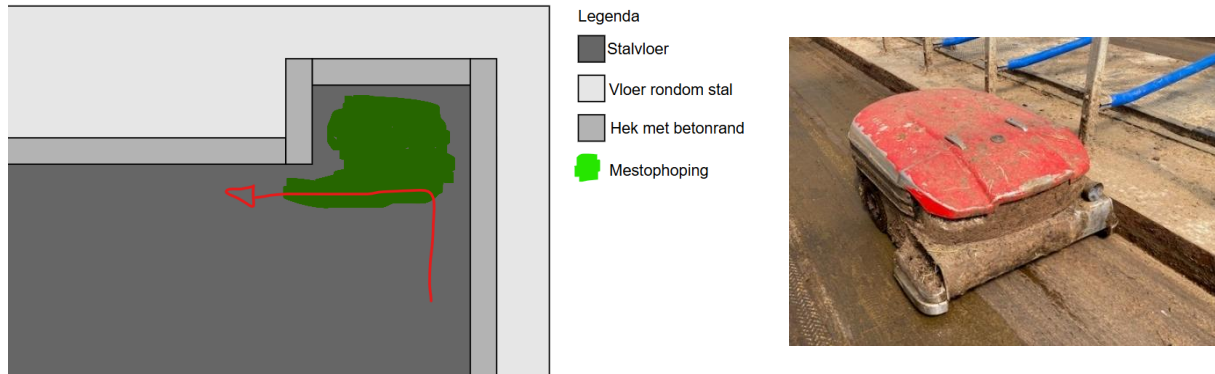 Legenda
Stalvloer
Vloer rondom stal
Hek met betonrand
Mestophoping